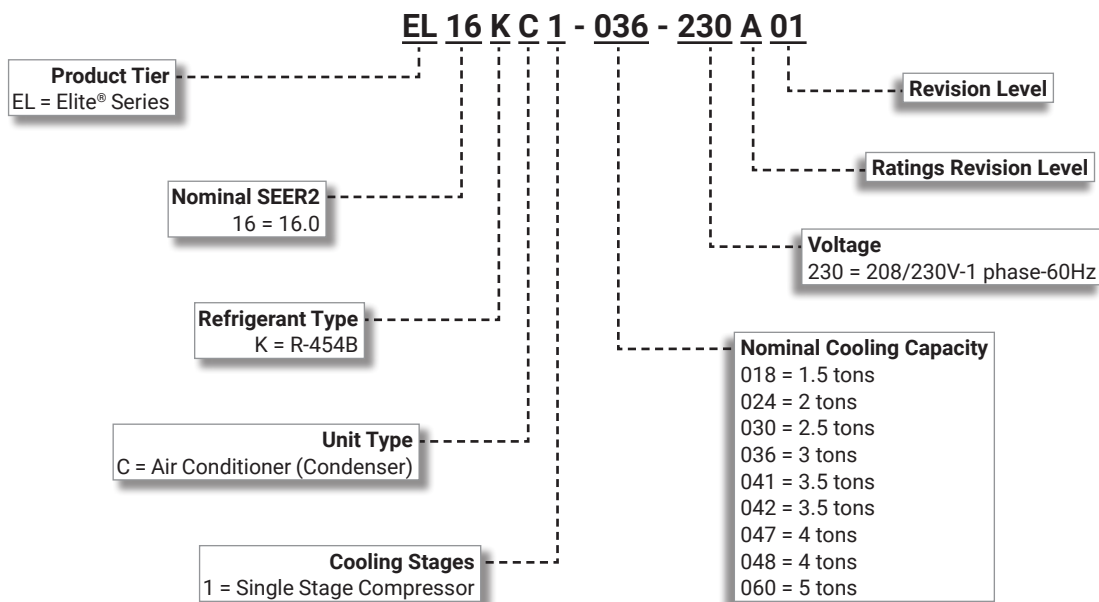 EL 16 K C 1 - 036 - 230 A 01
Product Tier
EL = Elite® Series
Nominal SEER2
16 = 16.0
Refrigerant Type
K = R-454B
Unit Type
C = Air Conditioner (Condenser)
Cooling Stages
1 = Single Stage Compressor
Revision Level
Ratings Revision Level
Voltage
230 = 208/230V-1 phase-60Hz
Nominal Cooling Capacity
018 = 1.5 tons
024 = 2 tons
030 = 2.5 tons
036 = 3 tons
041 = 3.5 tons
042 = 3.5 tons
047 = 4 tons
048 = 4 tons
060 = 5 tons